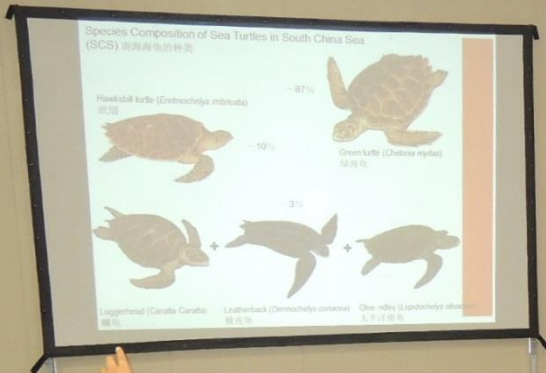 Species Composition of Sea Turtles in South China Sea
(SCS) 南海海龟的种类
~87%
Hawksbill turtle (Eretmochelys imbricata)
玳瑁
~10%
Green turtle (Chelonia mydas)
绿海龟
~3%
+
+
Loggerhead (Caratta Caratta)
Leatherback (Dermochelys coriacea)
Olive ridley (Lepidochelys olivacea)
蠵龟
棱皮龟
太平洋丽龟